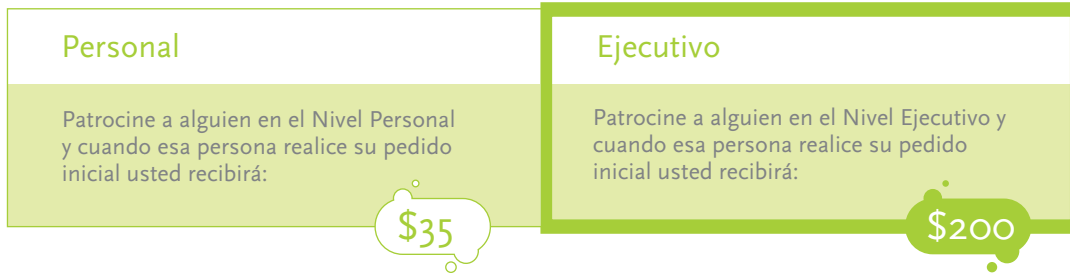 Personal
Patrocine a alguien en el Nivel Personal
y cuando esa persona realice su pedido
inicial usted recibirá:
$35
Ejecutivo
Patrocine a alguien en el Nivel Ejecutivo y
cuando esa persona realice su pedido
inicial usted recibirá:
$200